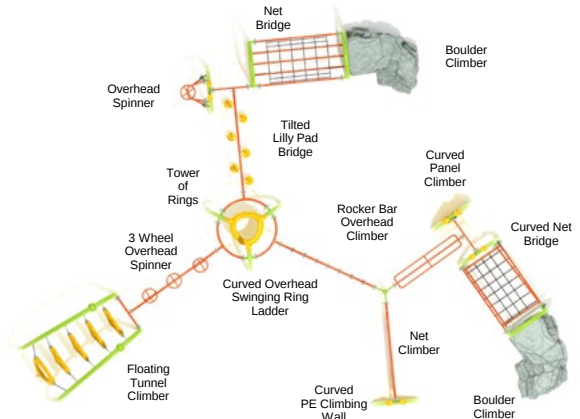 Net
Bridge
Boulder
Climber
Overhead
Spinner
Tilted
Lilly Pad
Bridge
Curved
Panel
Climber
Tower
of
Rings
Rocker Bar
Overhead
Climber
Curved Net
Bridge
3 Wheel
Overhead
Spinner
Curved Overhead
Swinging Ring
Ladder
Net
Climber
Floating
Tunnel
Climber
Curved
PE Climbing
Wall
Boulder
Climber